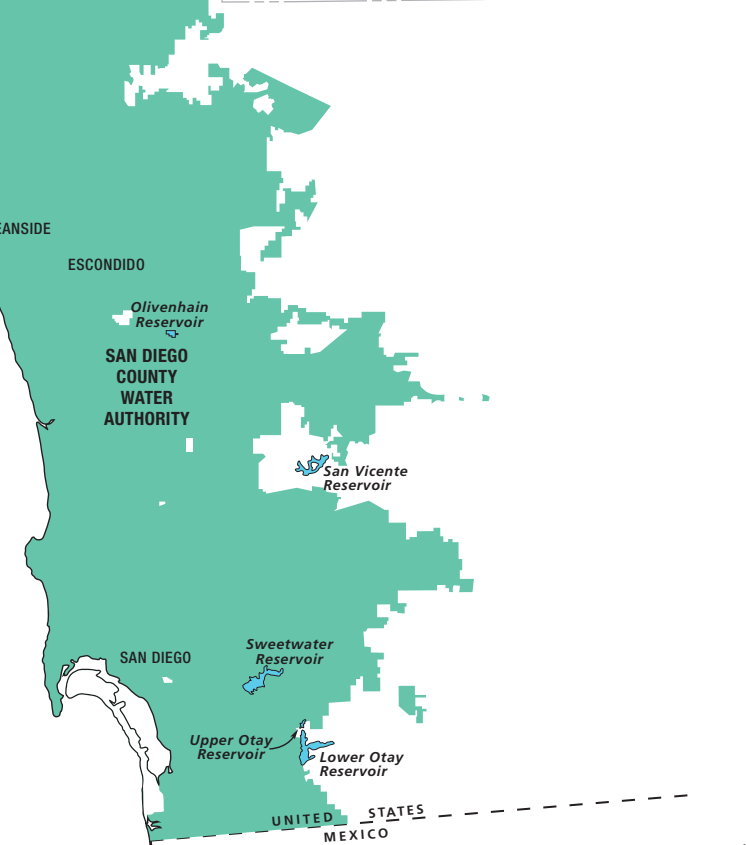 EANSIDE
ESCONDIDO
Olivenhain
Reservoir
SAN DIEGO
COUNTY
WATER
AUTHORITY
San Vicente
Reservoir
Sweetwater
Reservoir
SAN DIEGO
Upper Otay
Reservoir
Lower Otay
Reservoir
UNITED STATES
MEXICO